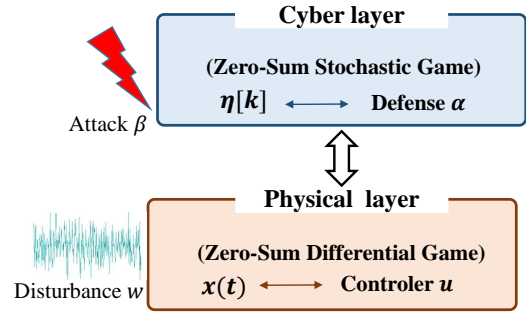 Cyber layer
(Zero-Sum Stochastic Game)
η[k] Defense α
Attack β
Physical layer
(Zero-Sum Differential Game)
x(t) Controler u
Disturbance w